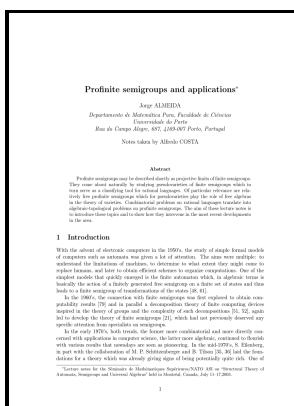 Profinite semigroups and applications*
Jorge ALMEIDA
Departamento de Matemática Pura, Faculdade de Ciências
Universidade do Porto
Rua do Campo Alegre, 687, 4169-007 Porto, Portugal
Notes taken by Alfredo COSTA
Abstract
Profinite semigroups may be described shortly as projective limits of finite semigroups.
They come about naturally by studying pseudovarieties of finite semigroups which in
turn serve as a classifying tool for rational languages. Of particular relevance are rela-
tively free profinite semigroups which for pseudovarieties play the role of free algebras
in the theory of varieties. Combinatorial problems on rational languages translate into
algebraic-topological problems on profinite semigroups. The aim of these lecture notes is
to introduce these topics and to show how they intervene in the most recent developments
in the area.
1 Introduction
With the advent of electronic computers in the 1950's, the study of simple formal models
of computers such as automata was given a lot of attention. The aims were multiple: to
understand the limitations of machines, to determine to what extent they might come to
replace humans, and later to obtain efficient schemes to organize computations. One of the
simplest models that quickly emerged is the finite automaton which, in algebraic terms, is
basically the action of a finitely generated free semigroup on a finite set of states and thus
leads to a finite semigroup of transformations of the states [48, 61].
In the 1960's, the connection with finite semigroups was first explored to obtain com-
putability results [79] and in parallel a decomposition theory of finite computing devices
inspired in the theory of groups and the complexity of such decompositions [51, 52], again
led to the development of a theory of finite semigroups [21], which had not previously deserved any
specific attention from specialists on semigroups.
In the early 1970's, both trends, the former more combinatorial and more directly con-
cerned with applications in computer science, the latter more algebraic, continued to flourish
with various results that nowadays are seen as pioneering. In the mid-1970's, S. Eilenberg,
in part with the collaboration of M. P. Schützenberger and B. Tilson [35, 36] laid the foun-
dations for a theory which was already giving signs of being potentially quite rich. One of
*Lecture notes for the Séminaire de Mathématiques Supérieures/NATO ASI on "Structural Theory of
Automata, Semigroups and Universal Algebra" held in Montréal, Canada, July 11–17, 2003.
1